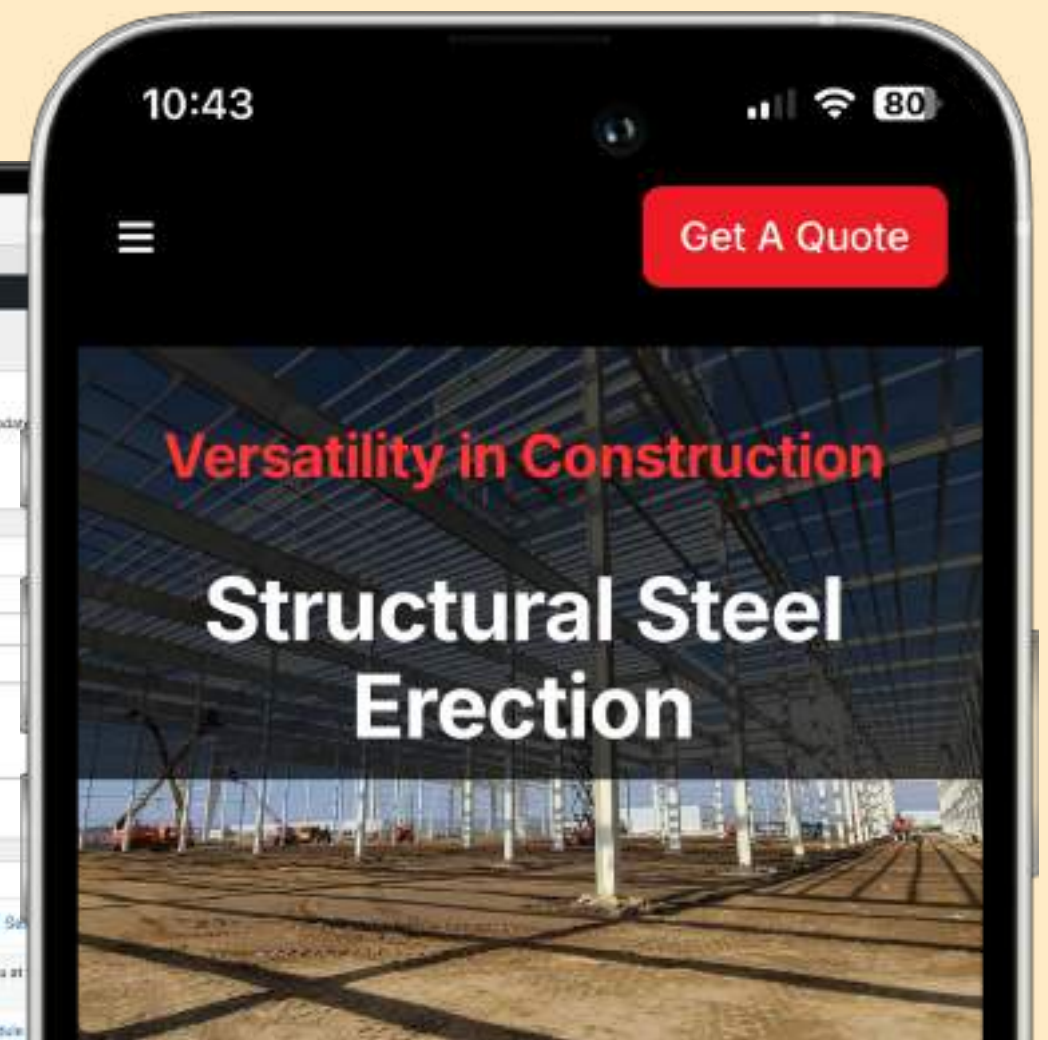 10:43
80
Get A Quote
Versatility in Construction
Structural Steel
Erection